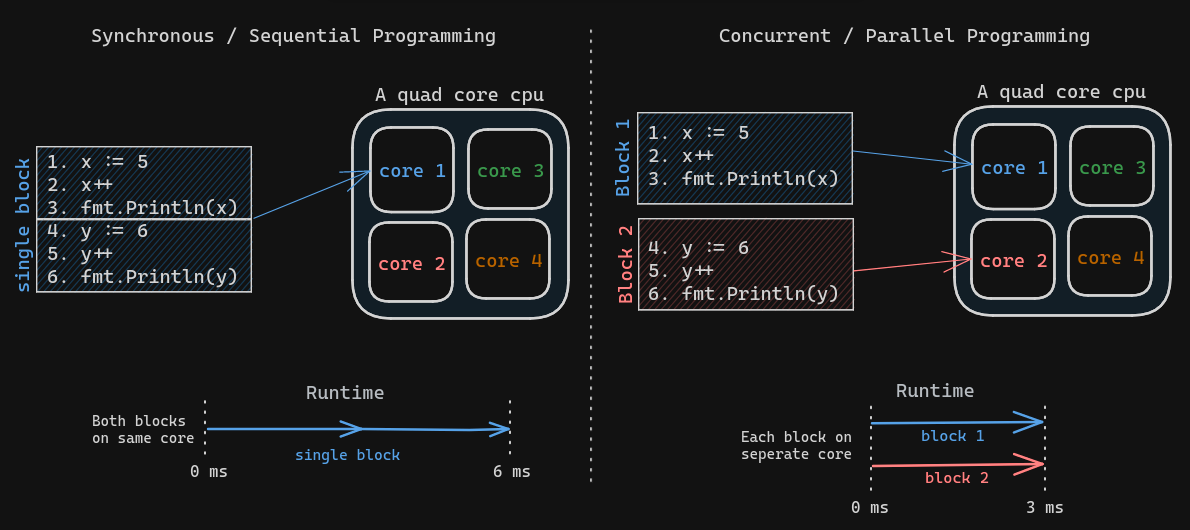 Synchronous / Sequential Programming
A quad core cpu
single block
1. x := 5
2. x++
3. fmt.Println(x)
4. y := 6
5. y++
6. fmt.Println(y)
core 1
core 3
core 2
core 4
Runtime
Both blocks
on same core
single block
0 ms
6 ms
Concurrent / Parallel Programming
A quad core cpu
Block 1
1. x := 5
2. x++
3. fmt.Println(x)
Block 2
4. y := 6
5. y++
6. fmt.Println(y)
core 1
core 3
core 2
core 4
Runtime
Each block on
seperate core
block 1
block 2
0 ms
3 ms